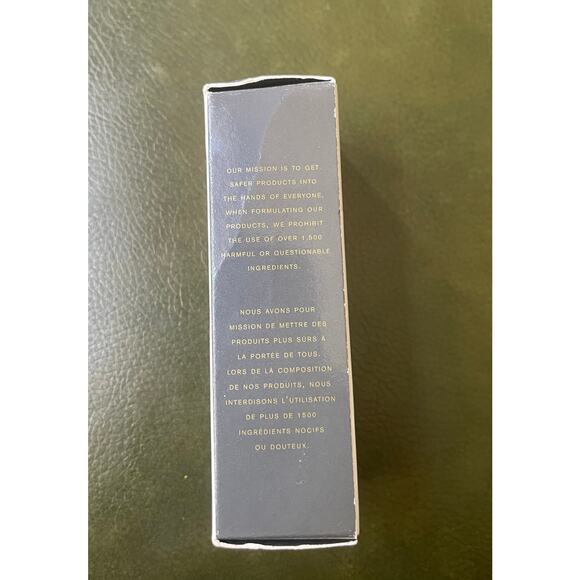 OUR MISSION IS TO GET
SAFER PRODUCTS INTO
THE HANDS OF EVERYONE.
WHEN FORMULATING OUR
PRODUCTS, WE PROHIBIT
THE USE OF OVER 1,500
HARMFUL OR QUESTIONABLE
INGREDIENTS.
NOUS AVONS POUR
MISSION DE METTRE DES
PRODUITS PLUS SÛRS À
LA PORTÉE DE TOUS.
LORS DE LA COMPOSITION
DE NOS PRODUITS, NOUS
INTERDISONS L'UTILISATION
DE PLUS DE 1500
INGRÉDIENTS NOCIFS
OU DOUTEUX.